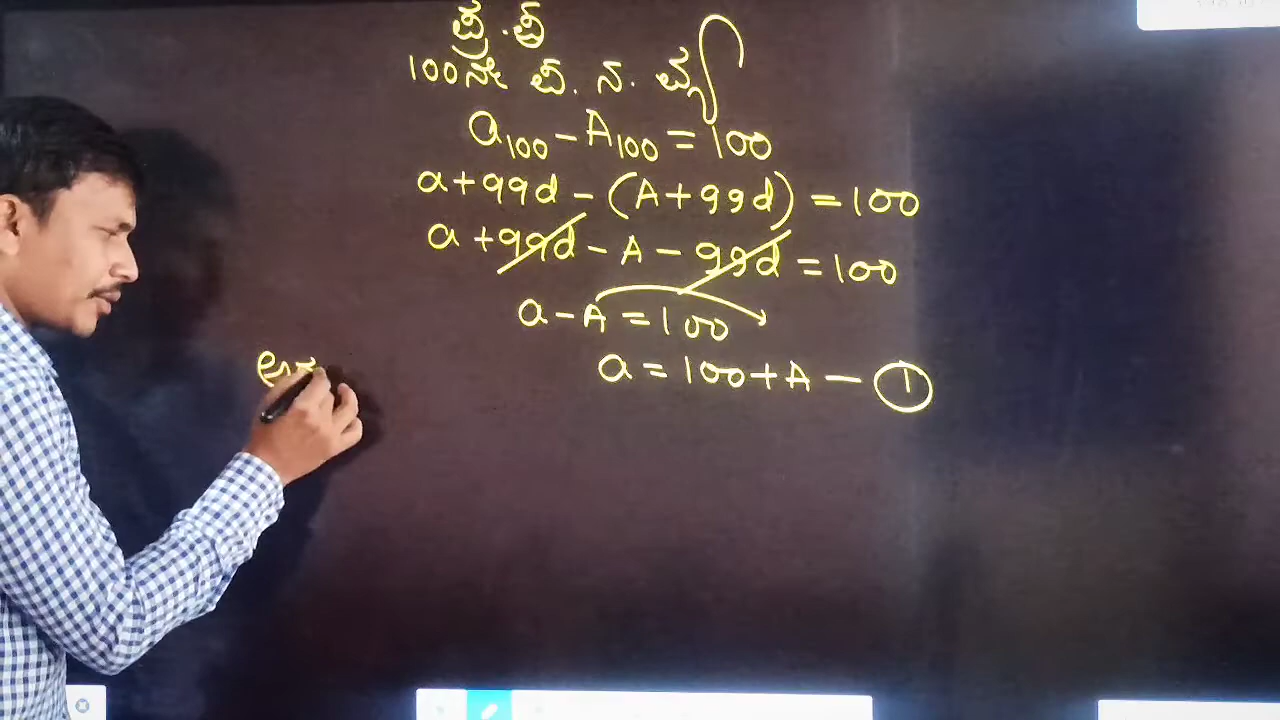 ಪ್ರ.ಪ್ರ
100ನೇ ಪ. ನ.
a₁₀₀ - A₁₀₀ = 100
a + 99d - (A + 99d) = 100
a + 99d - A - 99d = 100
a - A = 100
a = 100 + A - ①